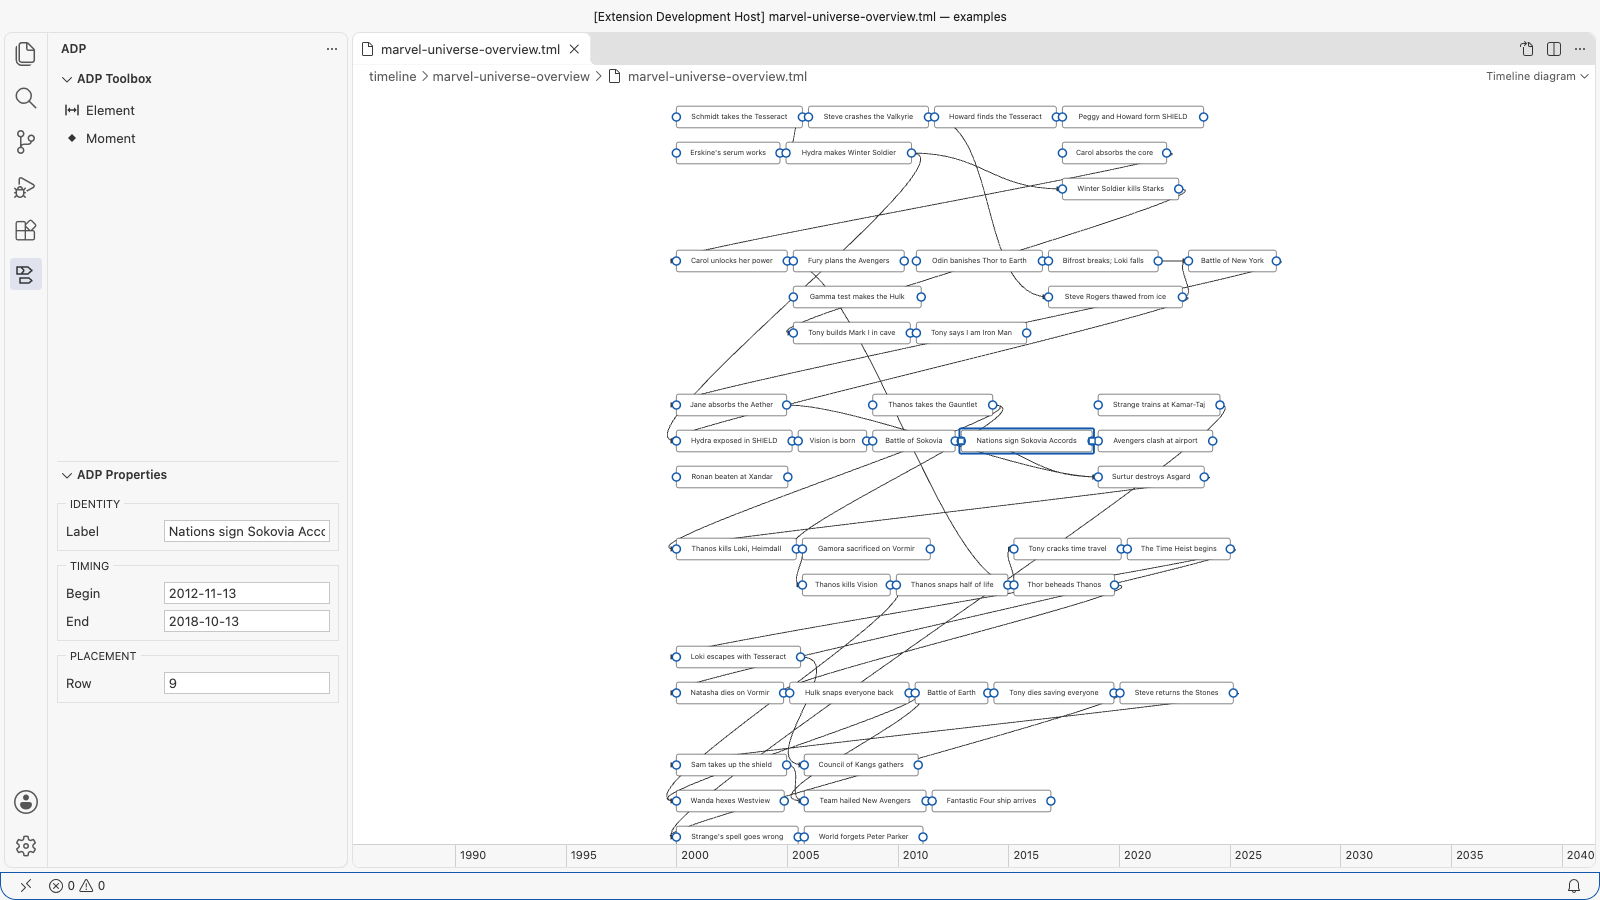 [Extension Development Host] marvel-universe-overview.tml — examples
ADP
marvel-universe-overview.tml
timeline
marvel-universe-overview
marvel-universe-overview.tml
Timeline diagram
ADP Toolbox
Element
Moment
ADP Properties
IDENTITY
Label
Nations sign Sokovia Acco
TIMING
Begin
2012-11-13
End
2018-10-13
PLACEMENT
Row
9
Schmidt takes the Tesseract
Steve crashes the Valkyrie
Howard finds the Tesseract
Peggy and Howard form SHIELD
Erskine's serum works
Hydra makes Winter Soldier
Carol absorbs the core
Winter Soldier kills Starks
Carol unlocks her power
Fury plans the Avengers
Odin banishes Thor to Earth
Bifrost breaks; Loki falls
Battle of New York
Gamma test makes the Hulk
Steve Rogers thawed from ice
Tony builds Mark I in cave
Tony says I am Iron Man
Jane absorbs the Aether
Thanos takes the Gauntlet
Strange trains at Kamar-Taj
Hydra exposed in SHIELD
Vision is born
Battle of Sokovia
Nations sign Sokovia Accords
Avengers clash at airport
Ronan beaten at Xandar
Surtur destroys Asgard
Thanos kills Loki, Heimdall
Gamora sacrificed on Vormir
Tony cracks time travel
The Time Heist begins
Thanos kills Vision
Thanos snaps half of life
Thor beheads Thanos
Loki escapes with Tesseract
Natasha dies on Vormir
Hulk snaps everyone back
Battle of Earth
Tony dies saving everyone
Steve returns the Stones
Sam takes up the shield
Council of Kangs gathers
Wanda hexes Westview
Team hailed New Avengers
Fantastic Four ship arrives
Strange's spell goes wrong
World forgets Peter Parker
1990
1995
2000
2005
2010
2015
2020
2025
2030
2035
2040
0
0